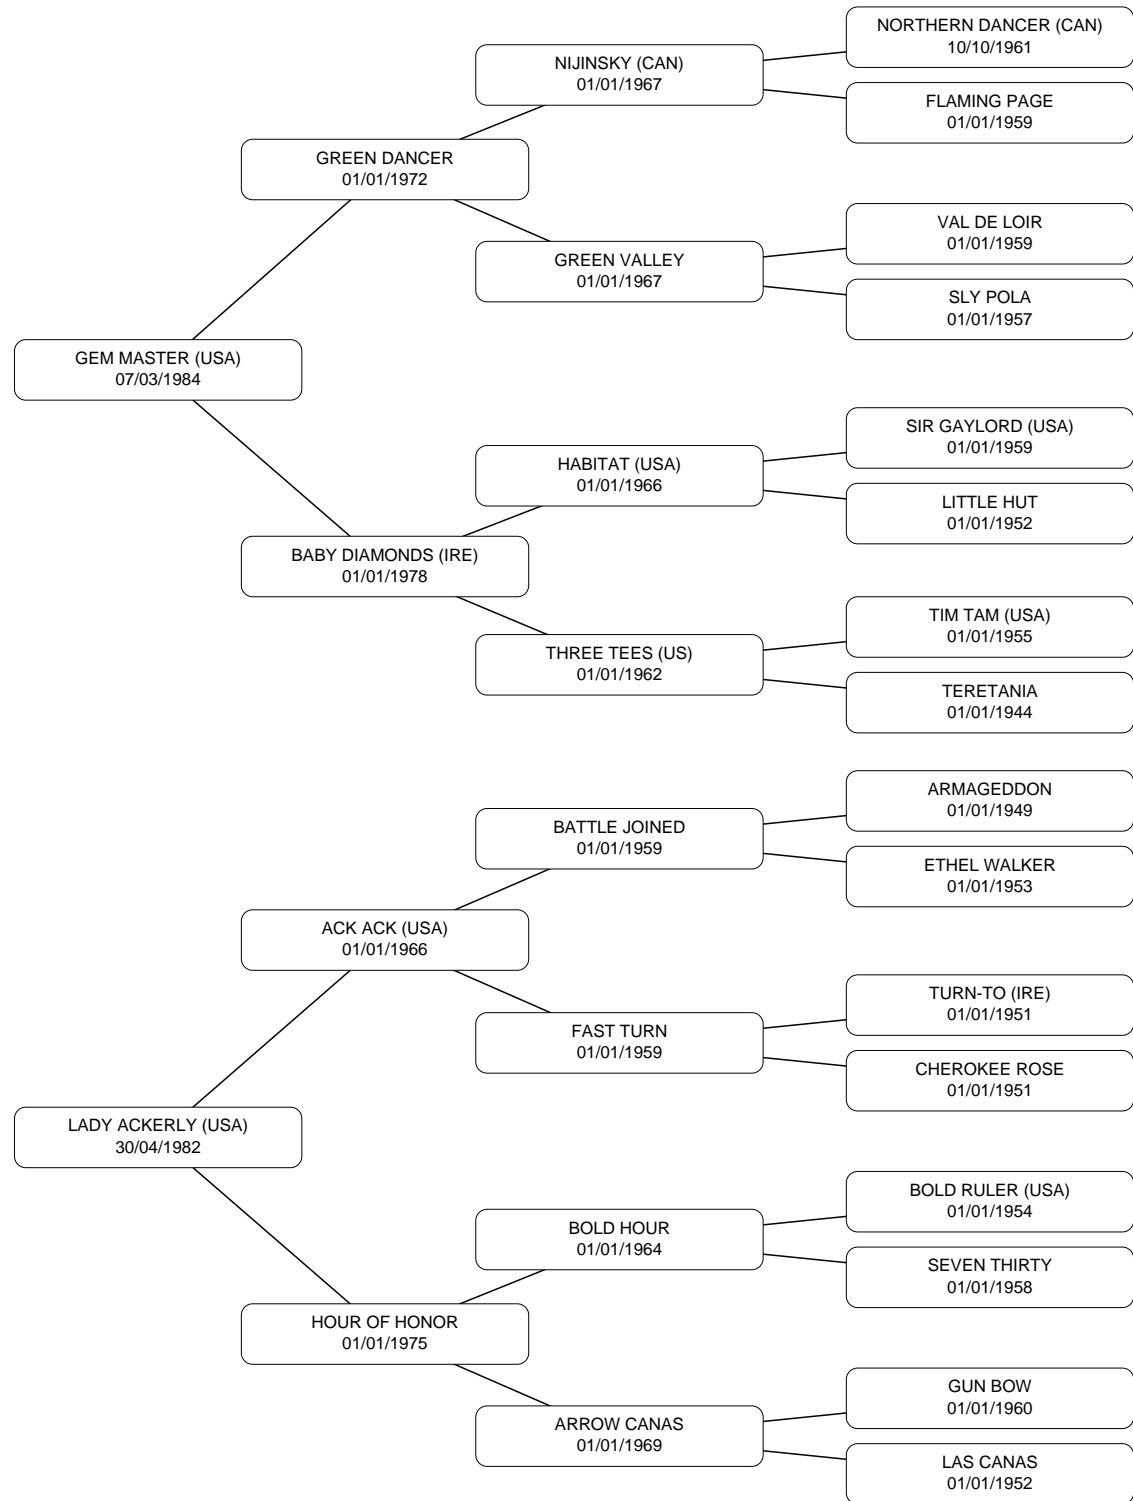 NORTHERN DANCER (CAN)
10/10/1961
NIJINSKY (CAN)
01/01/1967
FLAMING PAGE
01/01/1959
GREEN DANCER
01/01/1972
VAL DE LOIR
01/01/1959
GREEN VALLEY
01/01/1967
SLY POLA
01/01/1957
GEM MASTER (USA)
07/03/1984
SIR GAYLORD (USA)
01/01/1959
HABITAT (USA)
01/01/1966
LITTLE HUT
01/01/1952
BABY DIAMONDS (IRE)
01/01/1978
TIM TAM (USA)
01/01/1955
THREE TEES (US)
01/01/1962
TERETANIA
01/01/1944
ARMAGEDDON
01/01/1949
BATTLE JOINED
01/01/1959
ETHEL WALKER
01/01/1953
ACK ACK (USA)
01/01/1966
TURN-TO (IRE)
01/01/1951
FAST TURN
01/01/1959
CHEROKEE ROSE
01/01/1951
LADY ACKERLY (USA)
30/04/1982
BOLD RULER (USA)
01/01/1954
BOLD HOUR
01/01/1964
SEVEN THIRTY
01/01/1958
HOUR OF HONOR
01/01/1975
GUN BOW
01/01/1960
ARROW CANAS
01/01/1969
LAS CANAS
01/01/1952